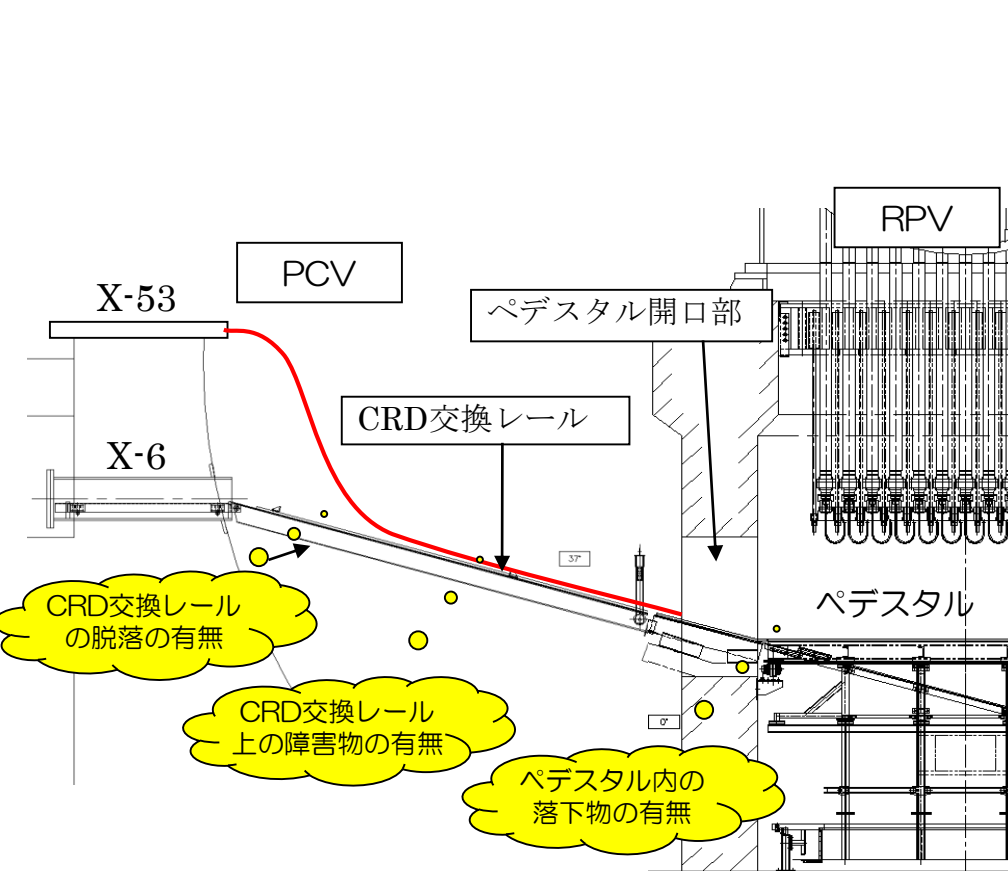 RPV
PCV
X-53
ペデスタル開口部
CRD交換レール
X-6
37°
CRD交換レール
の脱落の有無
ペデスタル
CRD交換レール
上の障害物の有無
0°
ペデスタル内の
落下物の有無